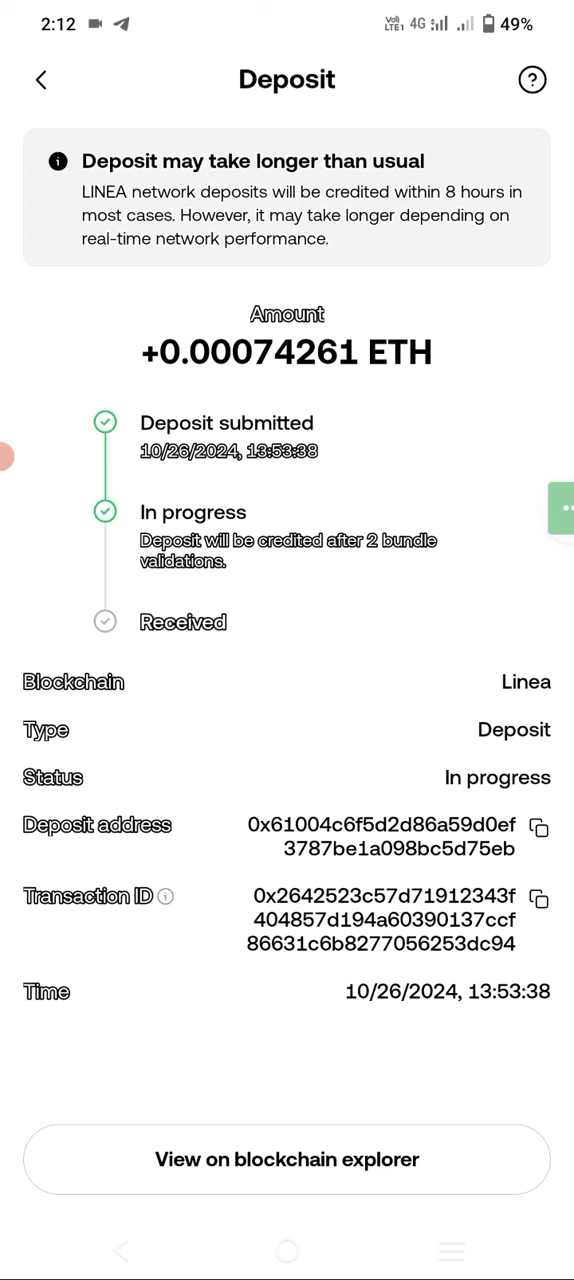 2:12 Vo) LTE1 4G 49%
Deposit
Deposit may take longer than usual
LINEA network deposits will be credited within 8 hours in
most cases. However, it may take longer depending on
real-time network performance.
Amount
+0.00074261 ETH
Deposit submitted
10/26/2024, 13:53:38
In progress
Deposit will be credited after 2 bundle
validations.
Received
Blockchain Linea
Type Deposit
Status In progress
Deposit address 0x61004c6f5d2d86a59d0ef
3787be1a098bc5d75eb
Transaction ID 0x2642523c57d71912343f
404857d194a60390137ccf
86631c6b8277056253dc94
Time 10/26/2024, 13:53:38
View on blockchain explorer